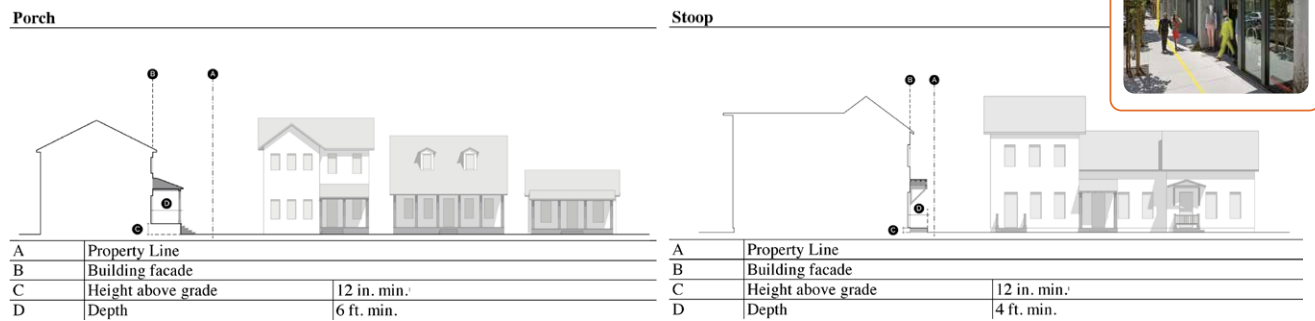 Porch
B
A
D
C
A Property Line
B Building facade
C Height above grade 12 in. min.
D Depth 6 ft. min.
Stoop
B
A
D
C
A Property Line
B Building facade
C Height above grade 12 in. min.
D Depth 4 ft. min.